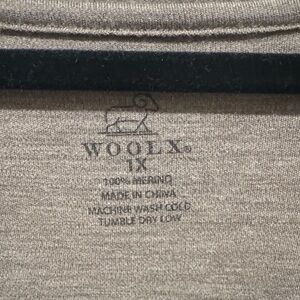 WOOLX®
1X
100% MERINO
MADE IN CHINA
MACHINE WASH COLD
TUMBLE DRY LOW